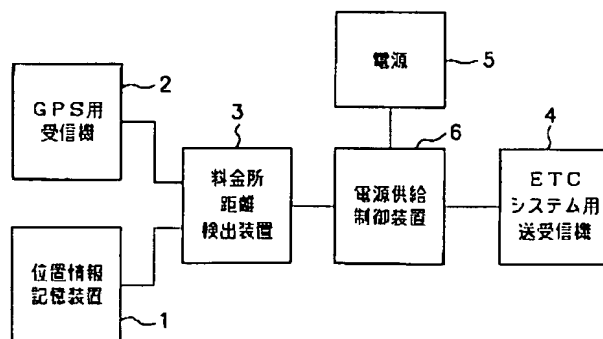 電源
5
2
GPS用
受信機
3
料金所
距離
検出装置
6
電源供給
制御装置
4
ETC
システム用
送受信機
位置情報
記憶装置
1